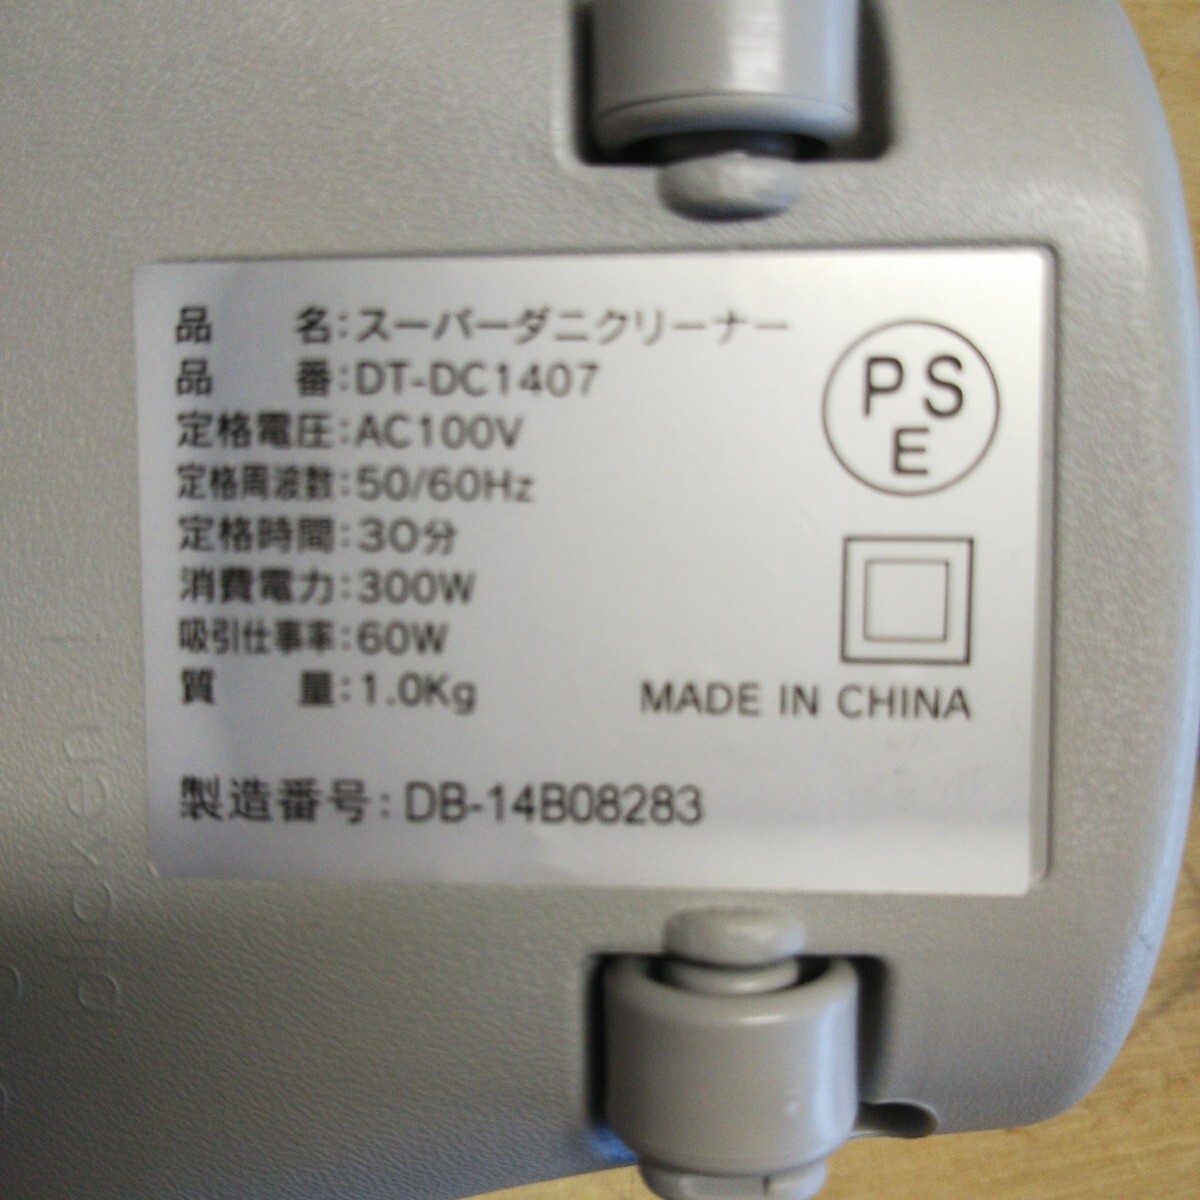 品　名：スーパーダニクリーナー
品　番：DT-DC1407
定格電圧：AC100V
定格周波数：50/60Hz
定格時間：30分
消費電力：300W
吸引仕事率：60W
質　量：1.0Kg
製造番号：DB-14B08283
PSE
MADE IN CHINA